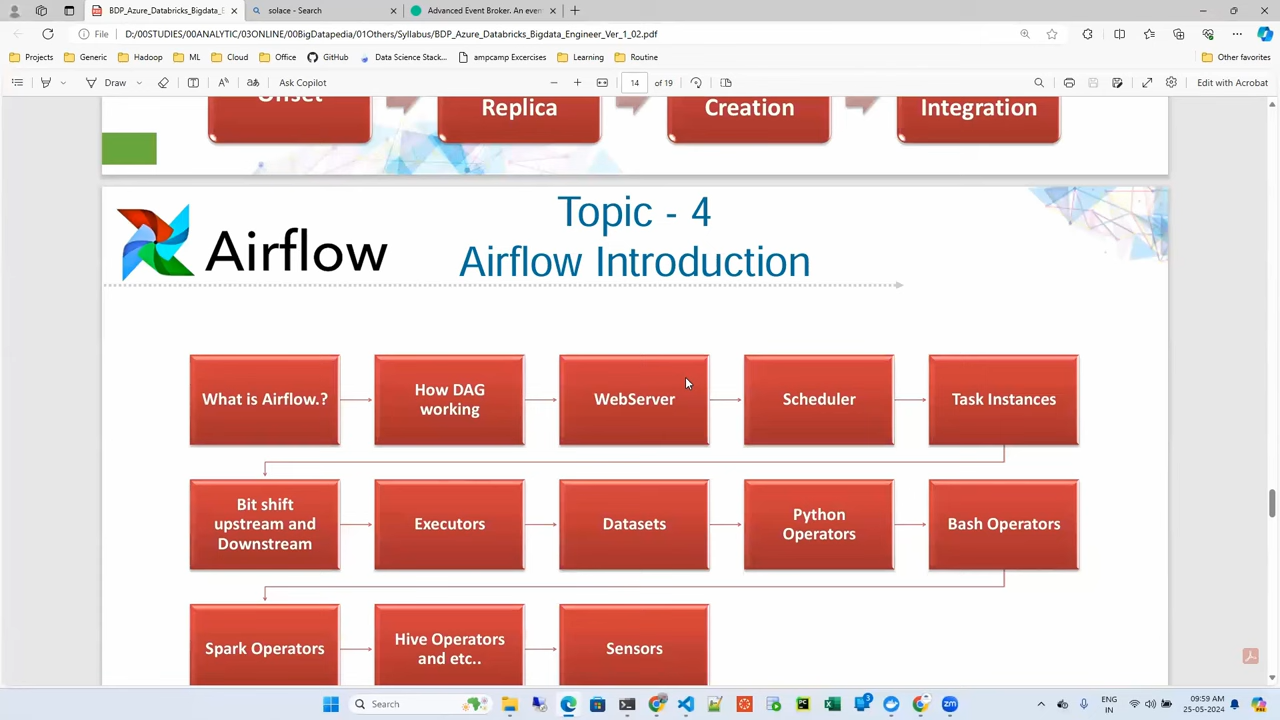 BDP_Azure_Databricks_Bigdata_E
solace - Search
Advanced Event Broker. An even
File
D:/00STUDIES/00ANALYTIC/03ONLINE/00BigDatapedia/01Others/Syllabus/BDP_Azure_Databricks_Bigdata_Engineer_Ver_1_02.pdf
Projects
Generic
Hadoop
ML
Cloud
Office
GitHub
Data Science Stack...
ampcamp Excercises
Learning
Routine
Other favorites
Draw
Ask Copilot
14
of 19
Edit with Acrobat
Offset
Replica
Creation
Integration
Airflow
Topic - 4
Airflow Introduction
What is Airflow.?
How DAG
working
WebServer
Scheduler
Task Instances
Bit shift
upstream and
Downstream
Executors
Datasets
Python
Operators
Bash Operators
Spark Operators
Hive Operators
and etc..
Sensors
Search
ENG
IN
09:59 AM
25-05-2024